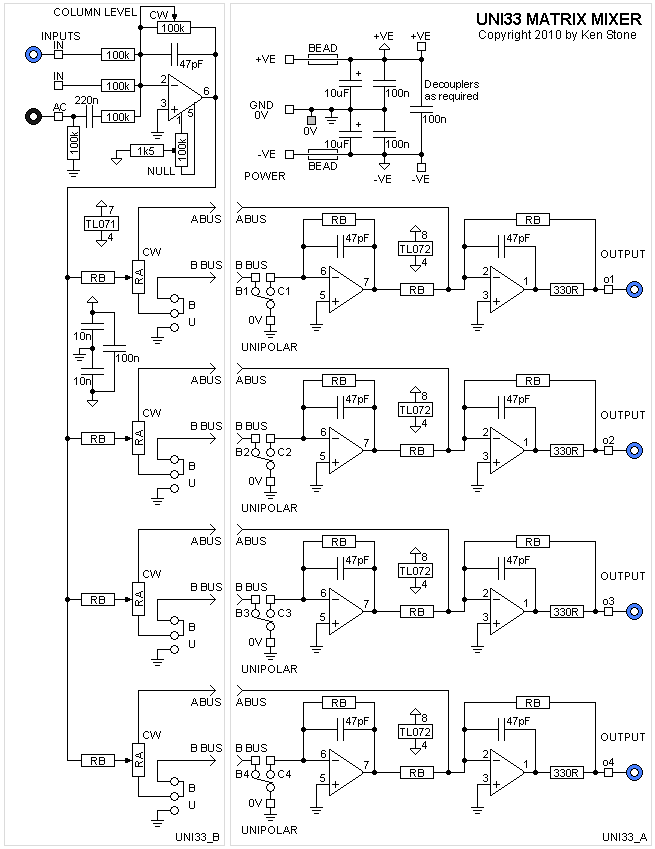 COLUMN LEVEL
CW
100k
INPUTS
IN
100k
47pF
IN
100k
2
6
220n
AC
100k
3
1
5
100k
1k5
100k
NULL
UNI33 MATRIX MIXER
Copyright 2010 by Ken Stone
+VE
BEAD
+VE
+VE
10uF
+
100n
Decouplers
as required
GND
0V
0V
10uF
+
100n
100n
-VE
BEAD
-VE
-VE
POWER
7
TL071
4
ABUS
CW
RB
RA
B BUS
B
U
10n
100n
10n
ABUS
RB
47pF
8
TL072
4
RB
47pF
B BUS
B1
C1
0V
UNIPOLAR
6
5
7
RB
2
3
1
330R
OUTPUT
o1
ABUS
CW
RB
RA
B BUS
B
U
ABUS
RB
47pF
8
TL072
4
RB
47pF
B BUS
B2
C2
0V
UNIPOLAR
6
5
7
RB
2
3
1
330R
OUTPUT
o2
ABUS
CW
RB
RA
B BUS
B
U
ABUS
RB
47pF
8
TL072
4
RB
47pF
B BUS
B3
C3
0V
UNIPOLAR
6
5
7
RB
2
3
1
330R
OUTPUT
o3
ABUS
CW
RB
RA
B BUS
B
U
ABUS
RB
47pF
8
TL072
4
RB
47pF
B BUS
B4
C4
0V
UNIPOLAR
6
5
7
RB
2
3
1
330R
OUTPUT
o4
UNI33_B
UNI33_A